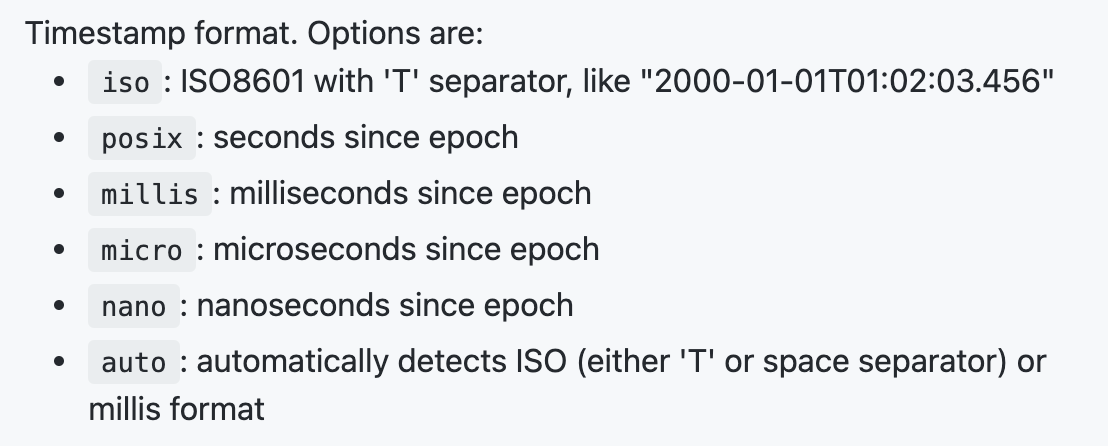 Timestamp format. Options are:
• iso : ISO8601 with 'T' separator, like "2000-01-01T01:02:03.456"
• posix : seconds since epoch
• millis : milliseconds since epoch
• micro : microseconds since epoch
• nano : nanoseconds since epoch
• auto : automatically detects ISO (either 'T' or space separator) or
millis format